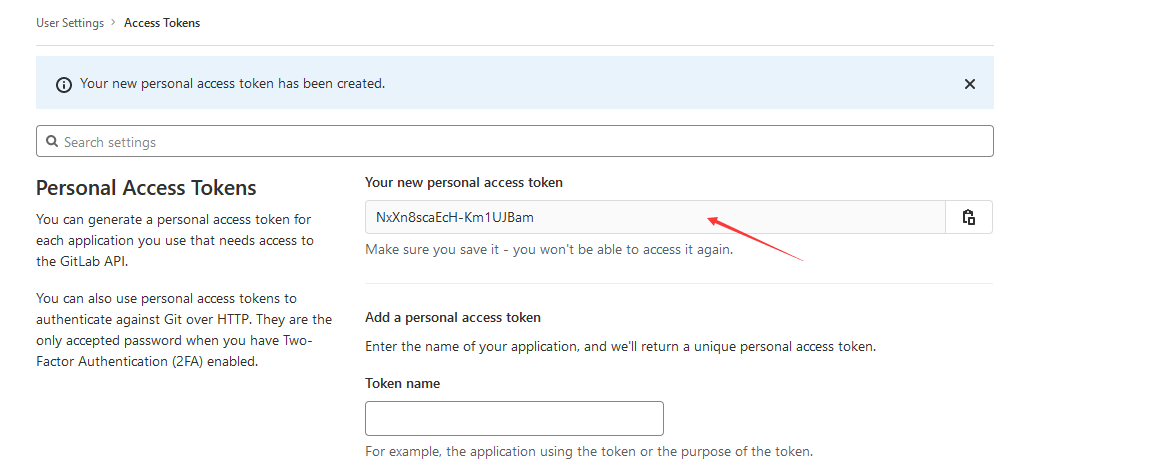 User Settings > Access Tokens
Your new personal access token has been created.
Search settings
Personal Access Tokens
You can generate a personal access token for
each application you use that needs access to
the GitLab API.
You can also use personal access tokens to
authenticate against Git over HTTP. They are the
only accepted password when you have Two-
Factor Authentication (2FA) enabled.
Your new personal access token
NxXn8scaEcH-Km1UJBam
Make sure you save it - you won't be able to access it again.
Add a personal access token
Enter the name of your application, and we'll return a unique personal access token.
Token name
For example, the application using the token or the purpose of the token.